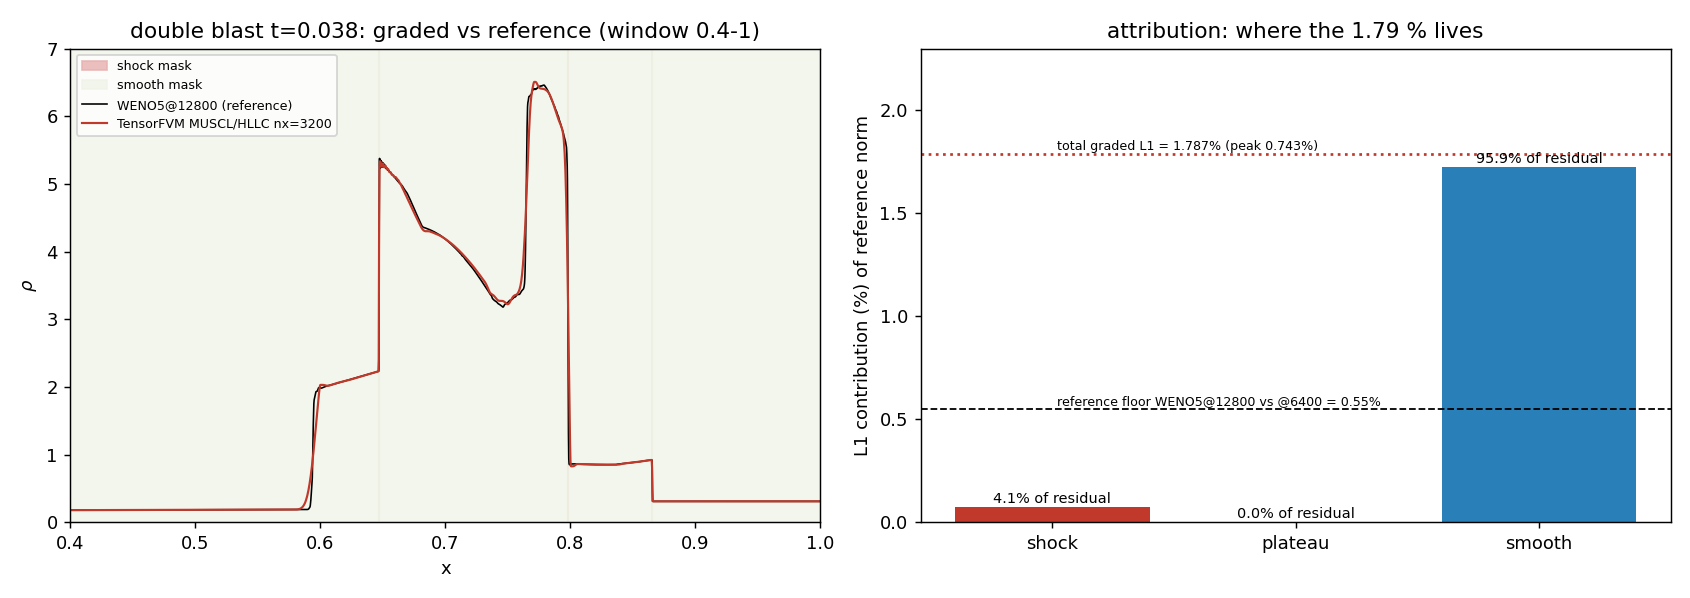 double blast t=0.038: graded vs reference (window 0.4-1)
shock mask
smooth mask
WENO5@12800 (reference)
TensorFVM MUSCL/HLLC nx=3200
ρ
7
6
5
4
3
2
1
0
0.4 0.5 0.6 0.7 0.8 0.9 1.0
x
attribution: where the 1.79 % lives
L1 contribution (%) of reference norm
2.0
1.5
1.0
0.5
0.0
total graded L1 = 1.787% (peak 0.743%)
95.9% of residual
reference floor WENO5@12800 vs @6400 = 0.55%
4.1% of residual
0.0% of residual
shock plateau smooth